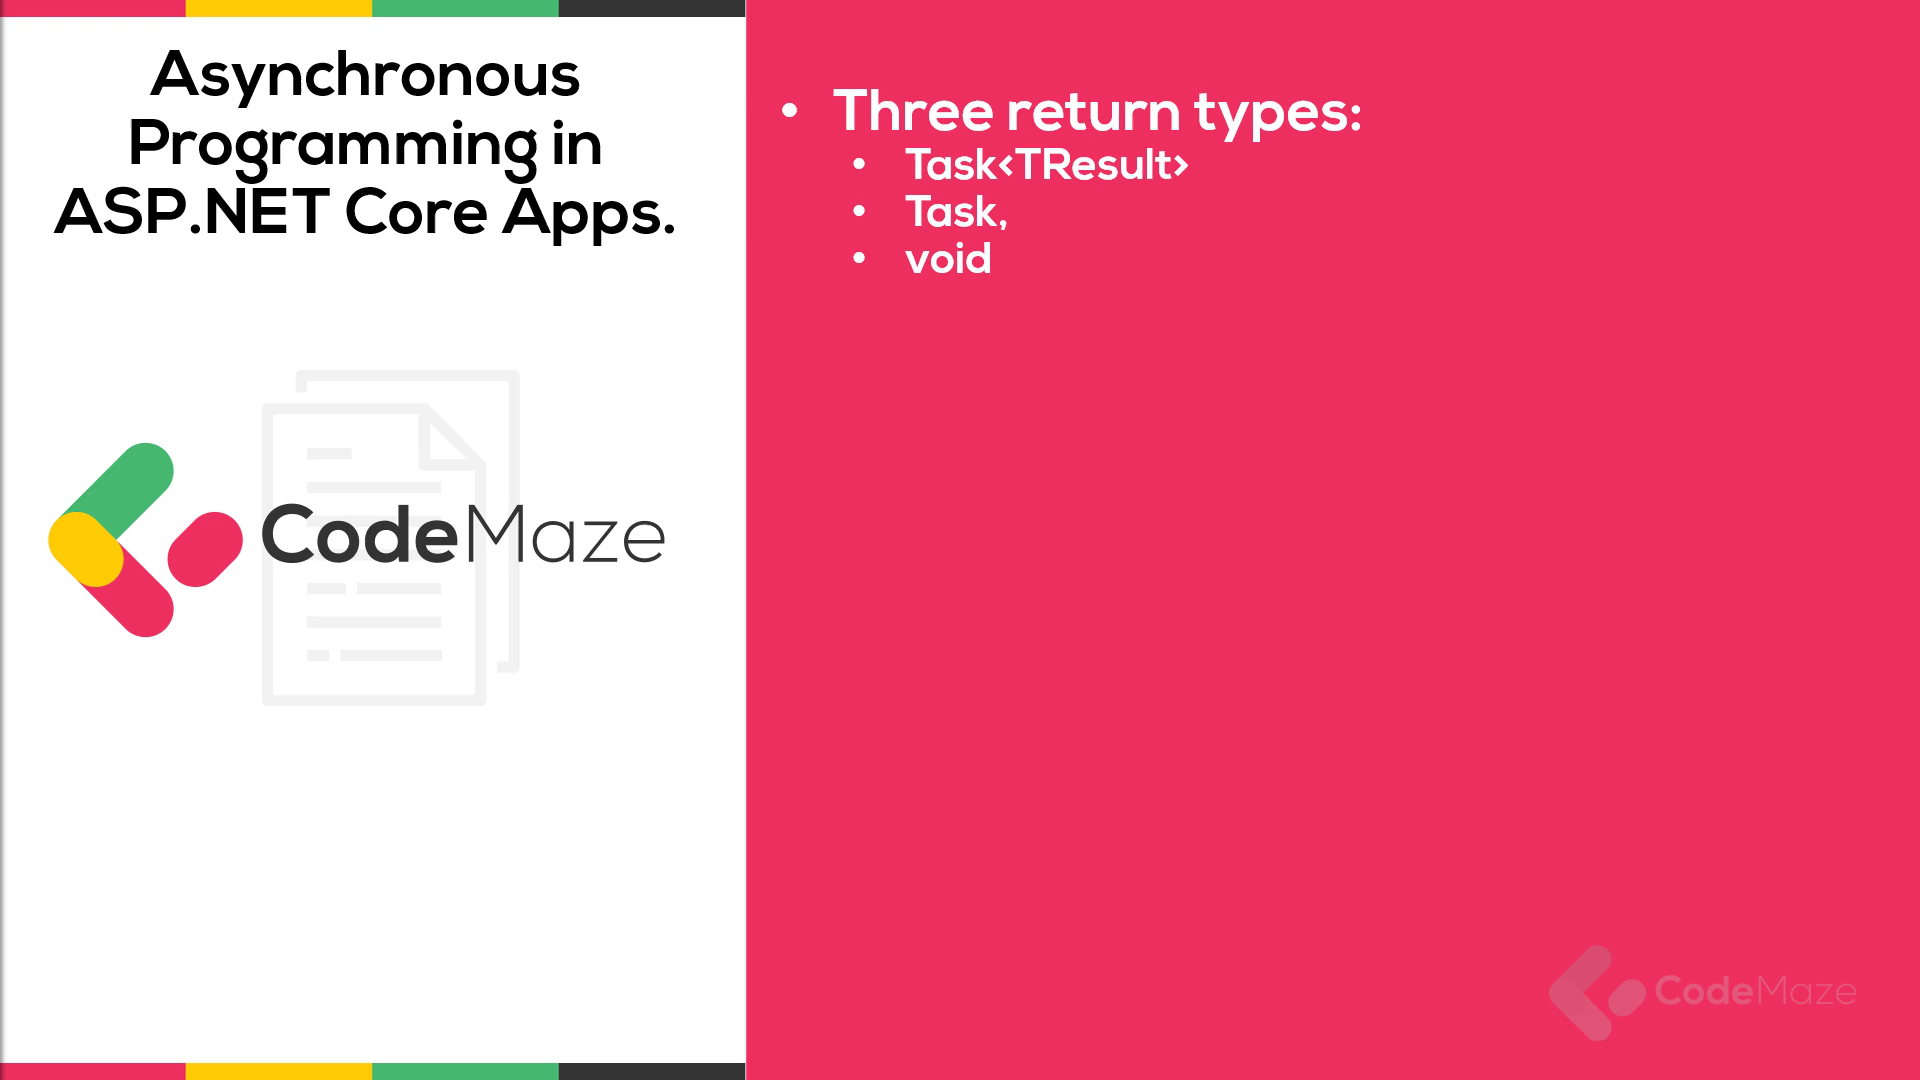 Asynchronous
Programming in
ASP.NET Core Apps.
CodeMaze
• Three return types:
• Task<TResult>
• Task,
• void
CodeMaze